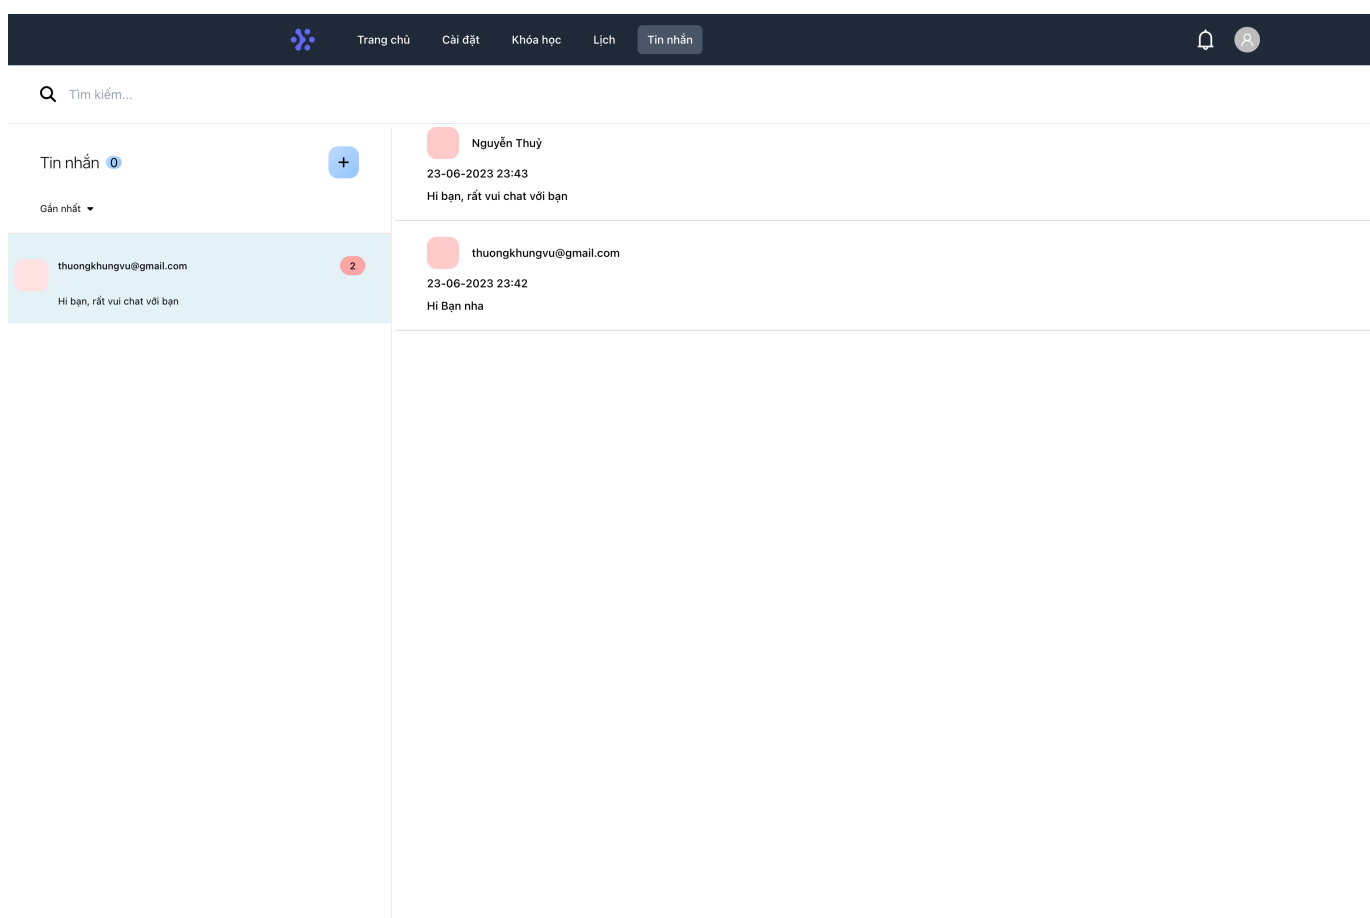 Trang chủ Cài đặt Khóa học Lịch Tin nhắn
Tìm kiếm...
Tin nhắn 0
+
Gần nhất
thuongkhungvu@gmail.com 2
Hi bạn, rất vui chat với bạn
Nguyễn Thuỷ
23-06-2023 23:43
Hi bạn, rất vui chat với bạn
thuongkhungvu@gmail.com
23-06-2023 23:42
Hi Bạn nha